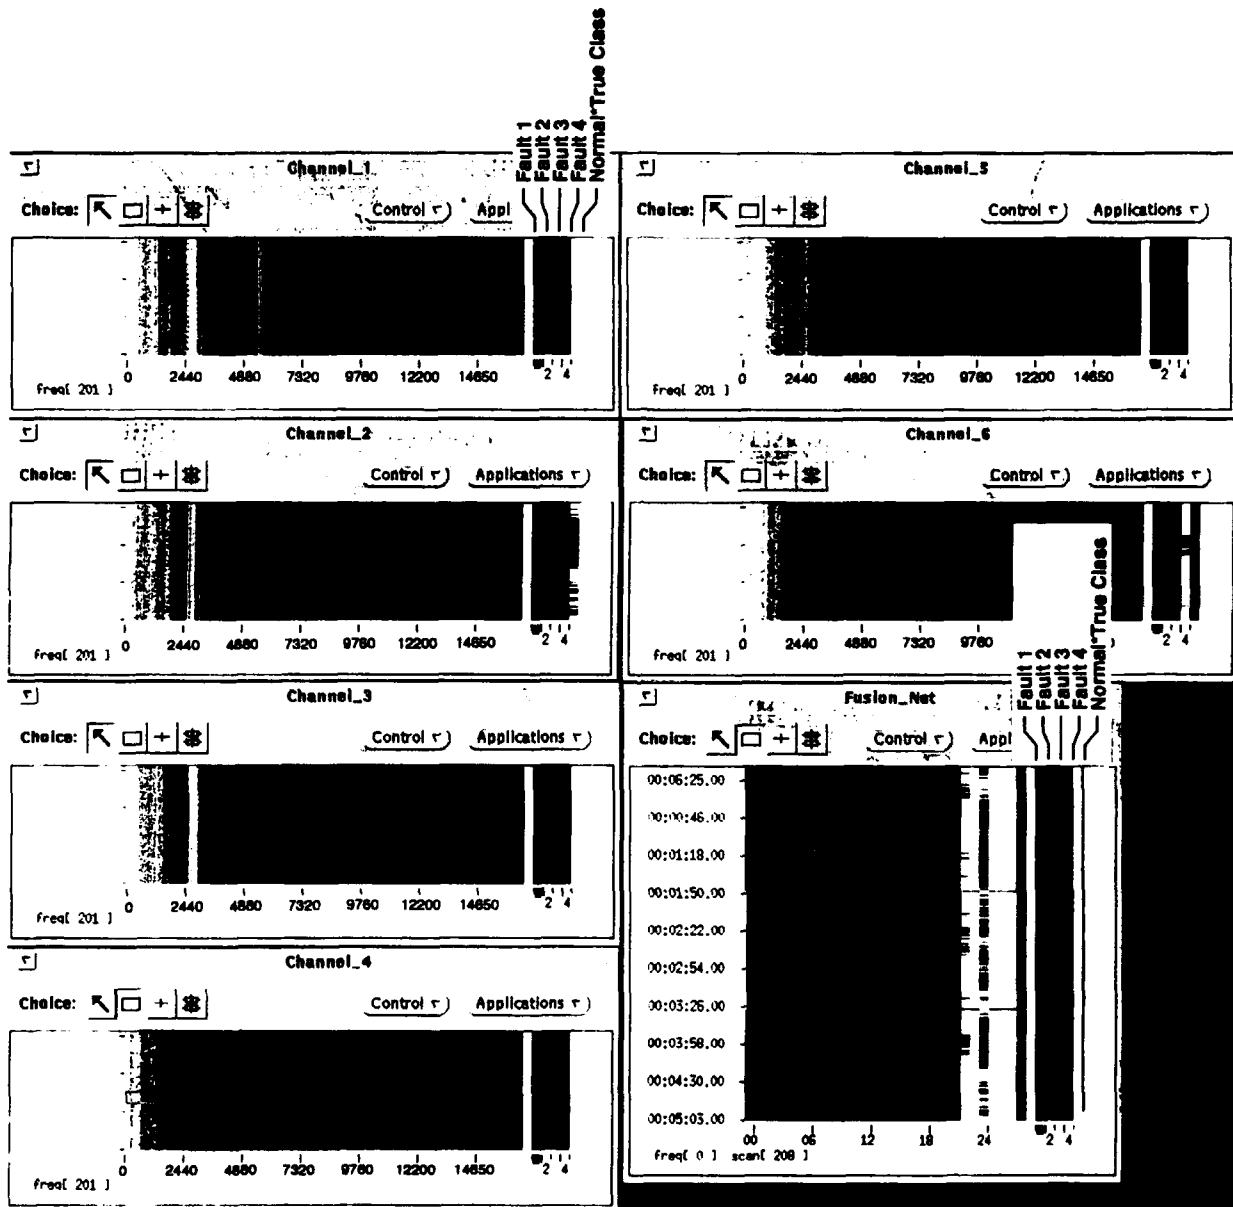 Fault 1
Fault 2
Fault 3
Fault 4
Normal*True Class
Channel_1
Choice:
Control
Appl
0 2440 4880 7320 9760 12200 14650
2 4
freq[ 201 ]
Channel_5
Choice:
Control
Applications
0 2440 4880 7320 9760 12200 14650
2 4
freq[ 201 ]
Channel_2
Choice:
Control
Applications
0 2440 4880 7320 9760 12200 14650
2 4
freq[ 201 ]
Channel_6
Choice:
Control
Applications
0 2440 4880 7320 9760
2 4
freq[ 201 ]
Channel_3
Choice:
Control
Applications
0 2440 4880 7320 9760 12200 14650
2 4
freq[ 201 ]
Fault 1
Fault 2
Fault 3
Fault 4
Normal*True Class
Fusion_Net
Choice:
Control
Appl
00:06:25.00
00:00:46.00
00:01:18.00
00:01:50.00
00:02:22.00
00:02:54.00
00:03:26.00
00:03:58.00
00:04:30.00
00:05:03.00
00 06 12 18 24
2 4
freq[ 0 ] scan[ 208 ]
Channel_4
Choice:
Control
Applications
0 2440 4880 7320 9760 12200 14650
2 4
freq[ 201 ]